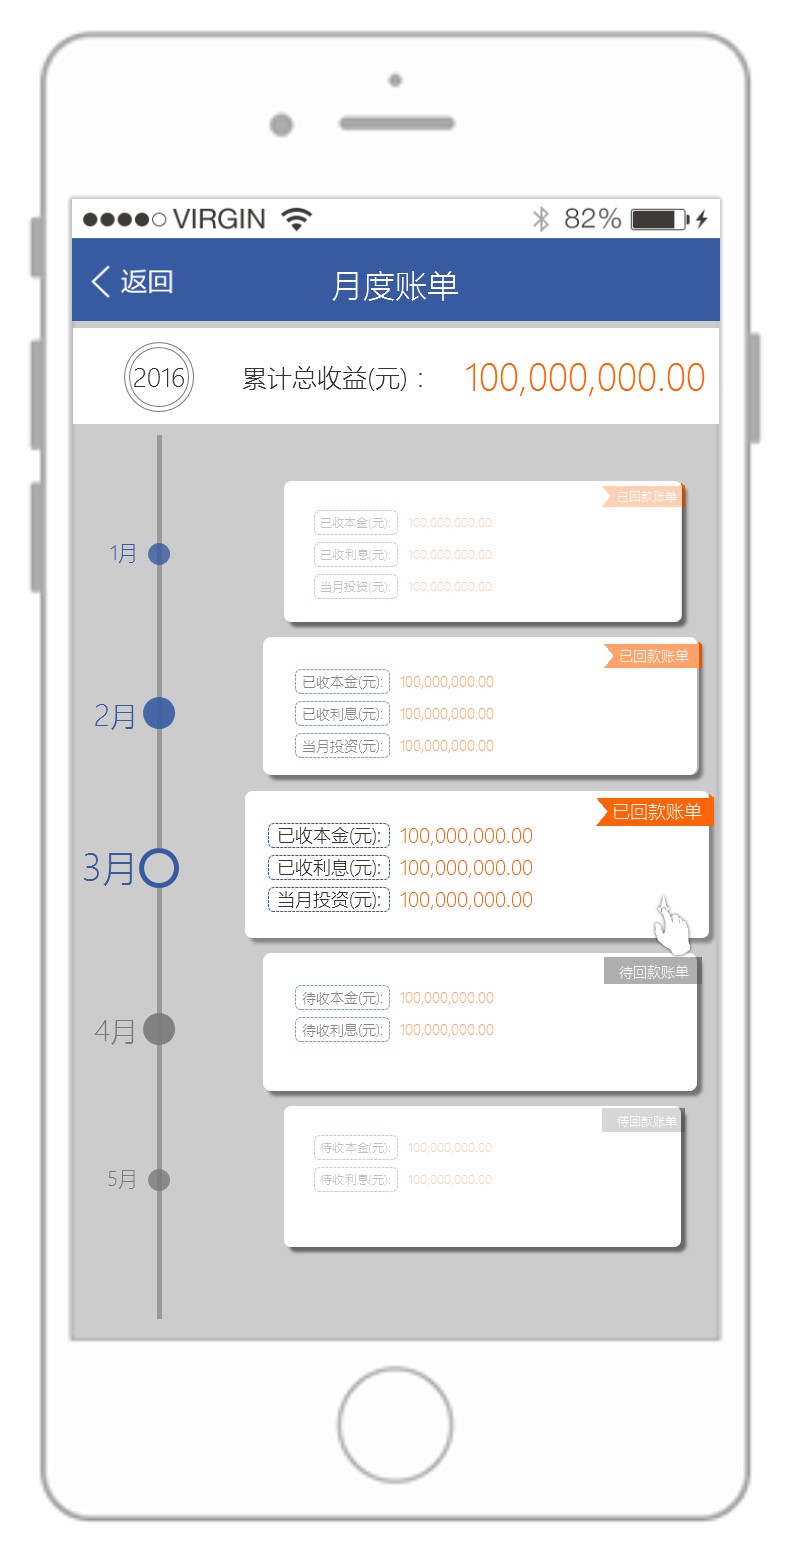 VIRGIN 82%
返回 月度账单
2016 累计总收益(元)： 100,000,000.00
已回款账单
1月
已收本金(元): 100,000,000.00
已收利息(元): 100,000,000.00
当月投资(元): 100,000,000.00
已回款账单
2月
已收本金(元): 100,000,000.00
已收利息(元): 100,000,000.00
当月投资(元): 100,000,000.00
已回款账单
3月
已收本金(元): 100,000,000.00
已收利息(元): 100,000,000.00
当月投资(元): 100,000,000.00
待回款账单
4月
待收本金(元): 100,000,000.00
待收利息(元): 100,000,000.00
待回款账单
5月
待收本金(元): 100,000,000.00
待收利息(元): 100,000,000.00